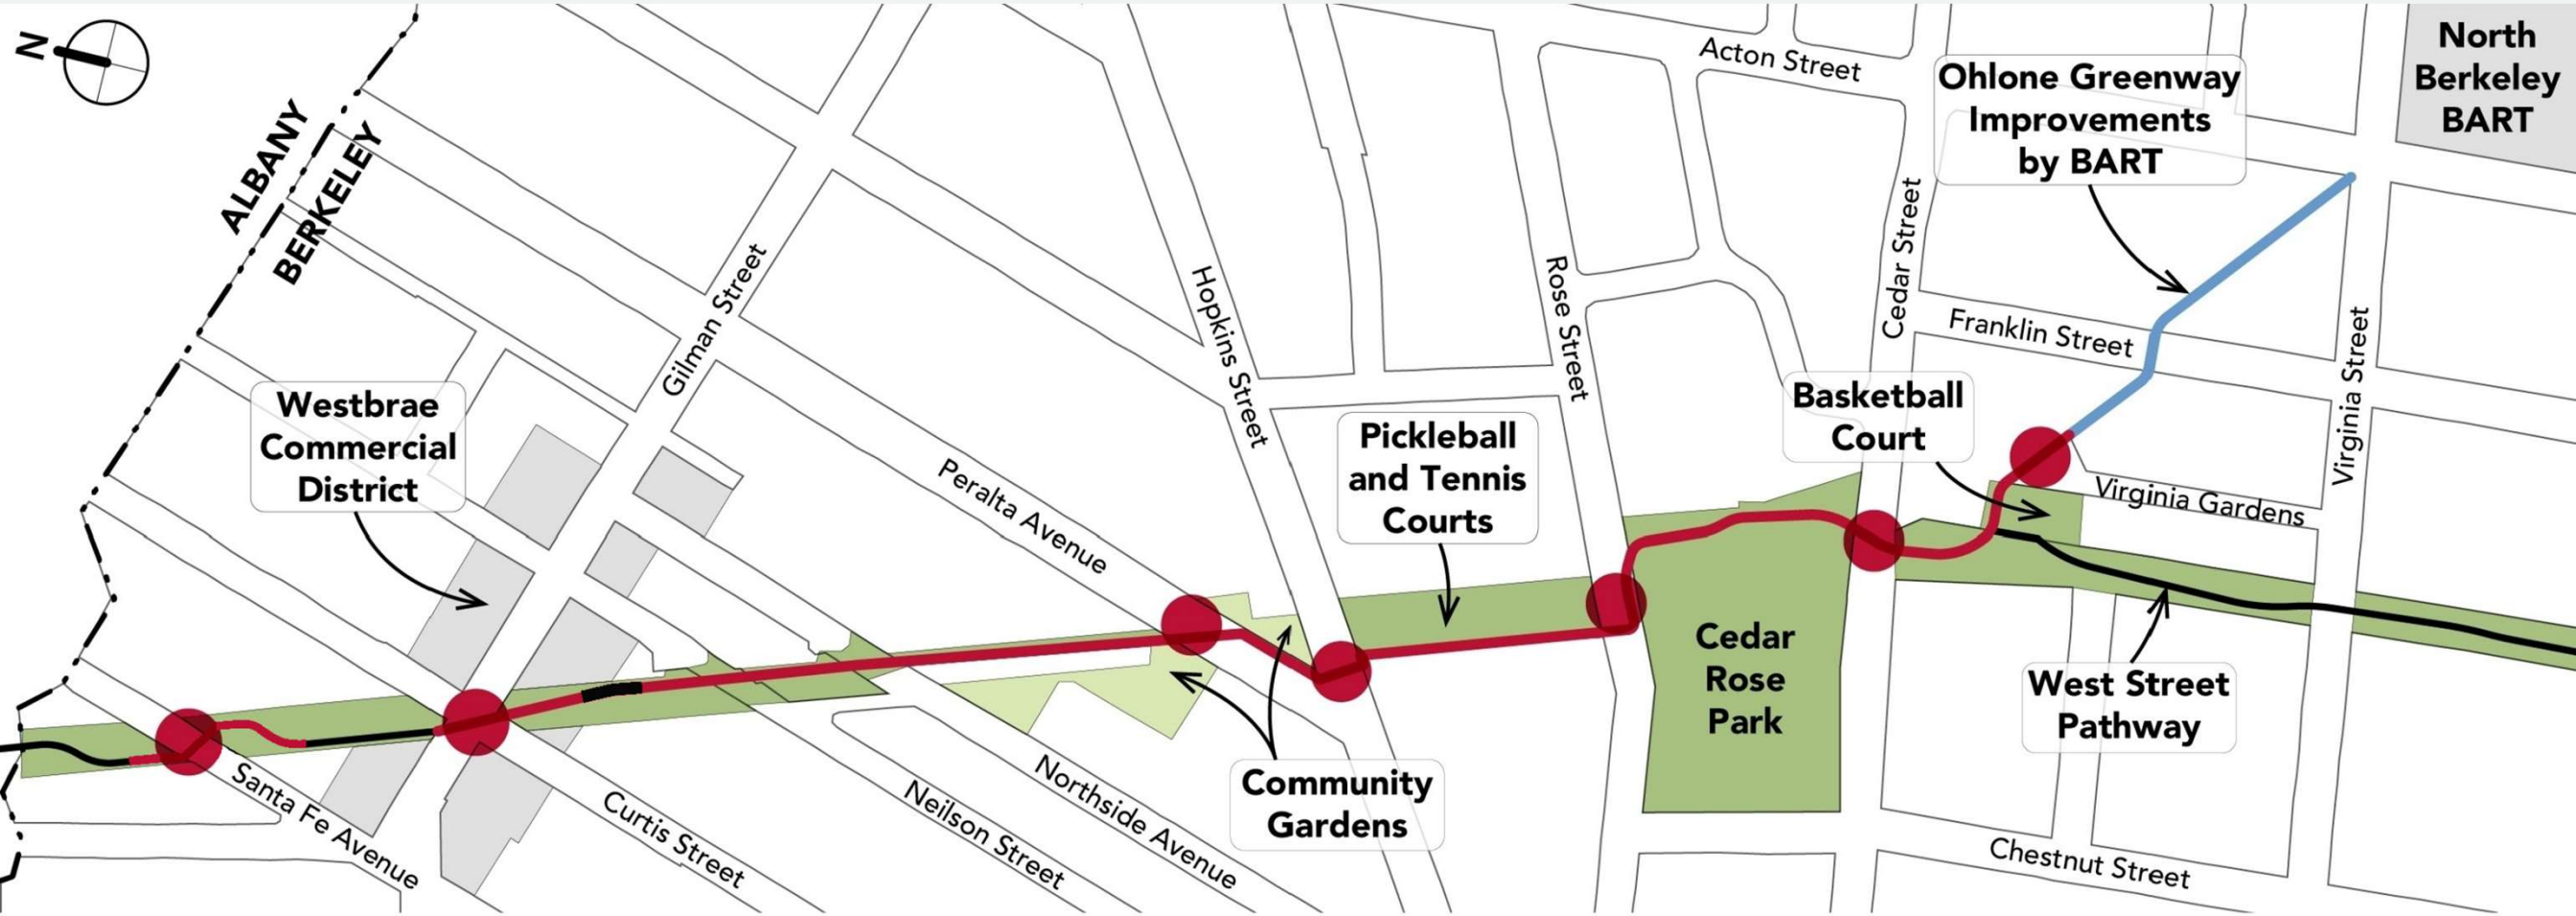 N
ALBANY
BERKELEY
Acton Street
North
Berkeley
BART
Ohlone Greenway
Improvements
by BART
Gilman Street
Hopkins Street
Rose Street
Cedar Street
Franklin Street
Virginia Street
Westbrae
Commercial
District
Peralta Avenue
Pickleball
and Tennis
Courts
Basketball
Court
Virginia Gardens
Cedar
Rose
Park
West Street
Pathway
Santa Fe Avenue
Curtis Street
Neilson Street
Northside Avenue
Community
Gardens
Chestnut Street